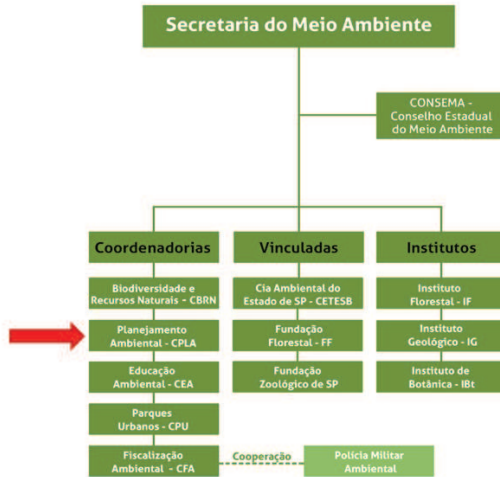 Secretaria do Meio Ambiente
CONSEMA -
Conselho Estadual
do Meio Ambiente
Coordenadorias
Biodiversidade e
Recursos Naturais - CBRN
Planejamento
Ambiental - CPLA
Educação
Ambiental - CEA
Parques
Urbanos - CPU
Fiscalização
Ambiental - CFA
Cooperação
Polícia Militar
Ambiental
Vinculadas
Cia Ambiental do
Estado de SP - CETESB
Fundação
Florestal - FF
Fundação
Zoológico de SP
Institutos
Instituto
Florestal - IF
Instituto
Geológico - IG
Instituto de
Botânica - IBt